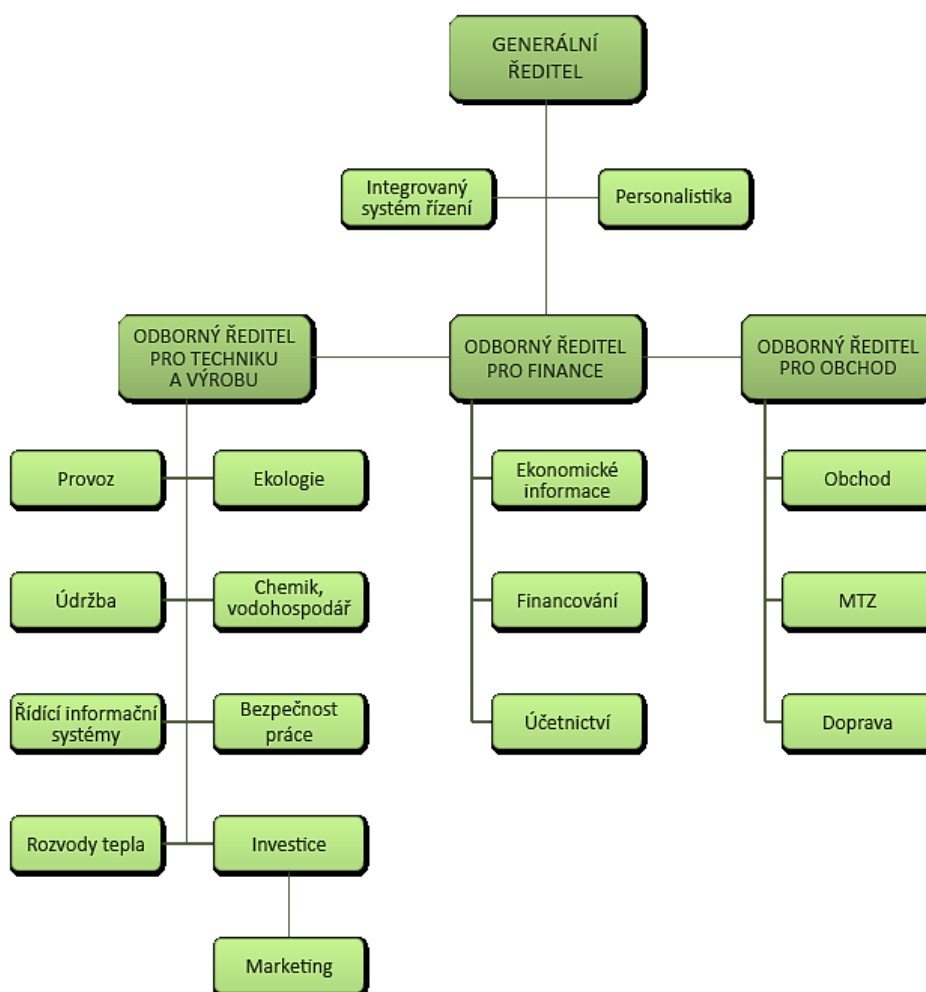 GENERÁLNÍ
ŘEDITEL
Integrovaný
systém řízení
Personalistika
ODBORNÝ ŘEDITEL
PRO TECHNIKU
A VÝROBU
ODBORNÝ ŘEDITEL
PRO FINANCE
ODBORNÝ ŘEDITEL
PRO OBCHOD
Provoz
Ekologie
Ekonomické
informace
Obchod
Údržba
Chemik,
vodohospodář
Financování
MTZ
Řídící informační
systémy
Bezpečnost
práce
Účetnictví
Doprava
Rozvody tepla
Investice
Marketing